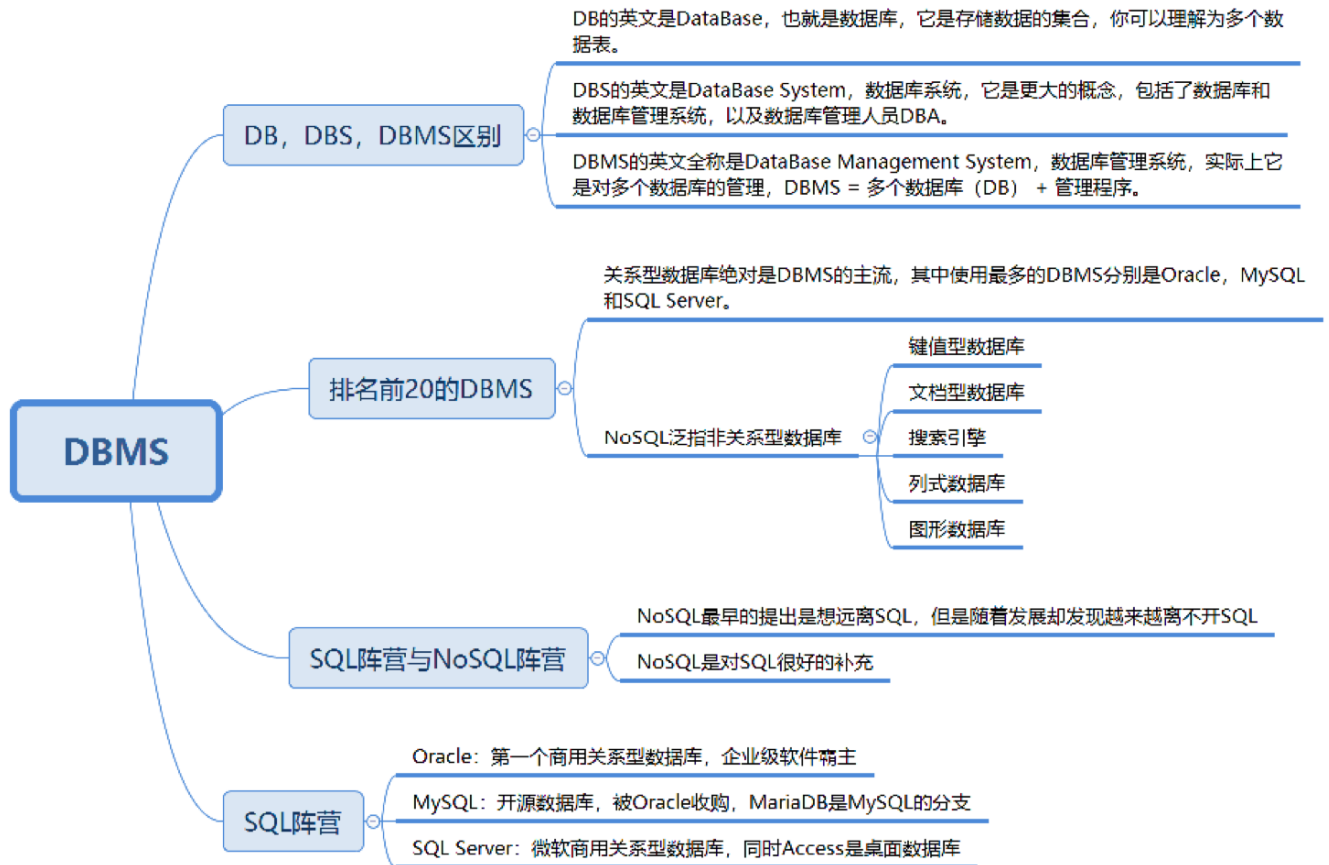 DB的英文是DataBase，也就是数据库，它是存储数据的集合，你可以理解为多个数
据表。
DBS的英文是DataBase System，数据库系统，它是更大的概念，包括了数据库和
数据库管理系统，以及数据库管理人员DBA。
DB，DBS，DBMS区别
DBMS的英文全称是DataBase Management System，数据库管理系统，实际上它
是对多个数据库的管理，DBMS = 多个数据库（DB） + 管理程序。
关系型数据库绝对是DBMS的主流，其中使用最多的DBMS分别是Oracle，MySQL
和SQL Server。
键值型数据库
排名前20的DBMS
文档型数据库
NoSQL泛指非关系型数据库
搜索引擎
DBMS
列式数据库
图形数据库
NoSQL最早的提出是想远离SQL，但是随着发展却发现越来越离不开SQL
SQL阵营与NoSQL阵营
NoSQL是对SQL很好的补充
Oracle：第一个商用关系型数据库，企业级软件霸主
MySQL：开源数据库，被Oracle收购，MariaDB是MySQL的分支
SQL阵营
SQL Server：微软商用关系型数据库，同时Access是桌面数据库